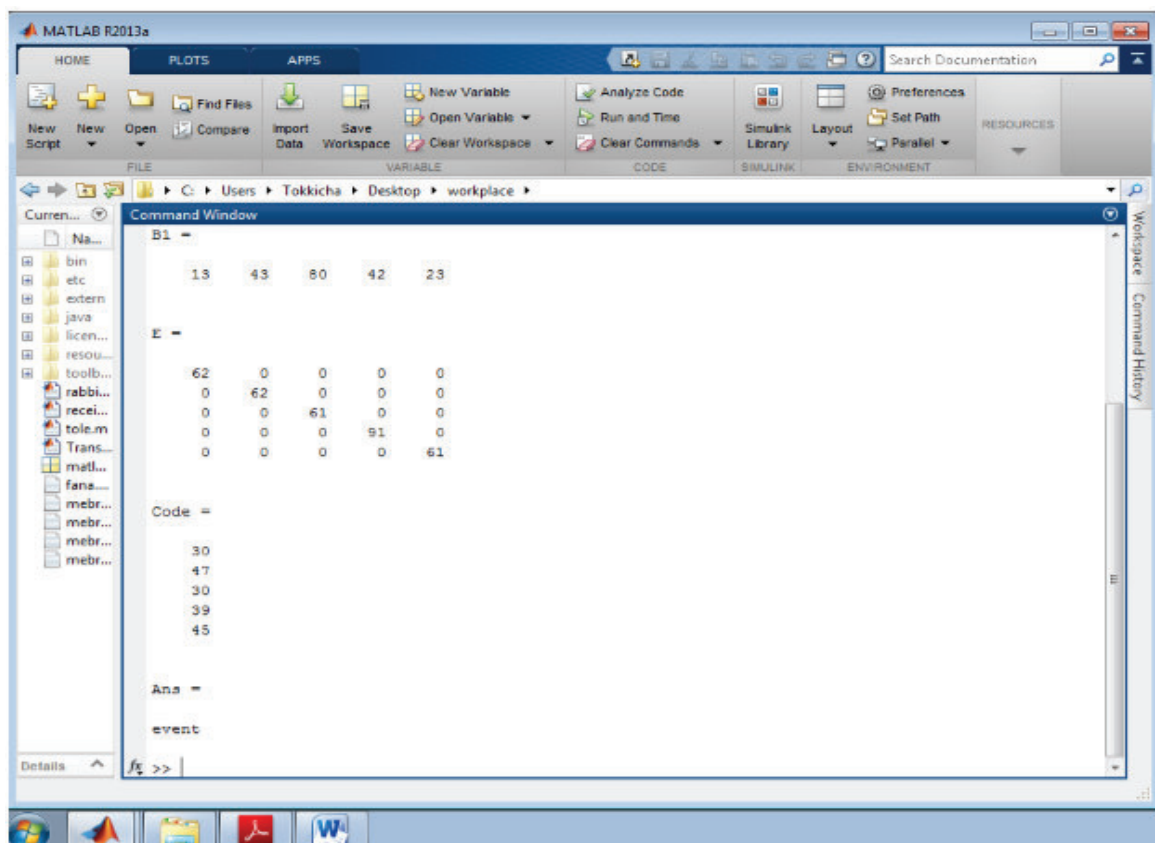 MATLAB R2013a
HOME PLOTS APPS
Search Documentation
New Script
New
Open
Find Files
Compare
Import Data
Save Workspace
New Variable
Open Variable
Clear Workspace
Analyze Code
Run and Time
Clear Commands
Simulink Library
Layout
Preferences
Set Path
Parallel
RESOURCES
FILE VARIABLE CODE SIMULINK ENVIRONMENT
C: Users Tokkicha Desktop workplace
Curren...
Na...
bin
etc
extern
java
licen...
resou...
toolb...
rabbi...
recei...
tole.m
Trans...
matl...
fana....
mebr...
mebr...
mebr...
mebr...
Details
Command Window
B1 =
13 43 80 42 23
E =
62 0 0 0 0
0 62 0 0 0
0 0 61 0 0
0 0 0 91 0
0 0 0 0 61
Code =
30
47
30
39
45
Ans =
event
fx >>
Workspace
Command History
W